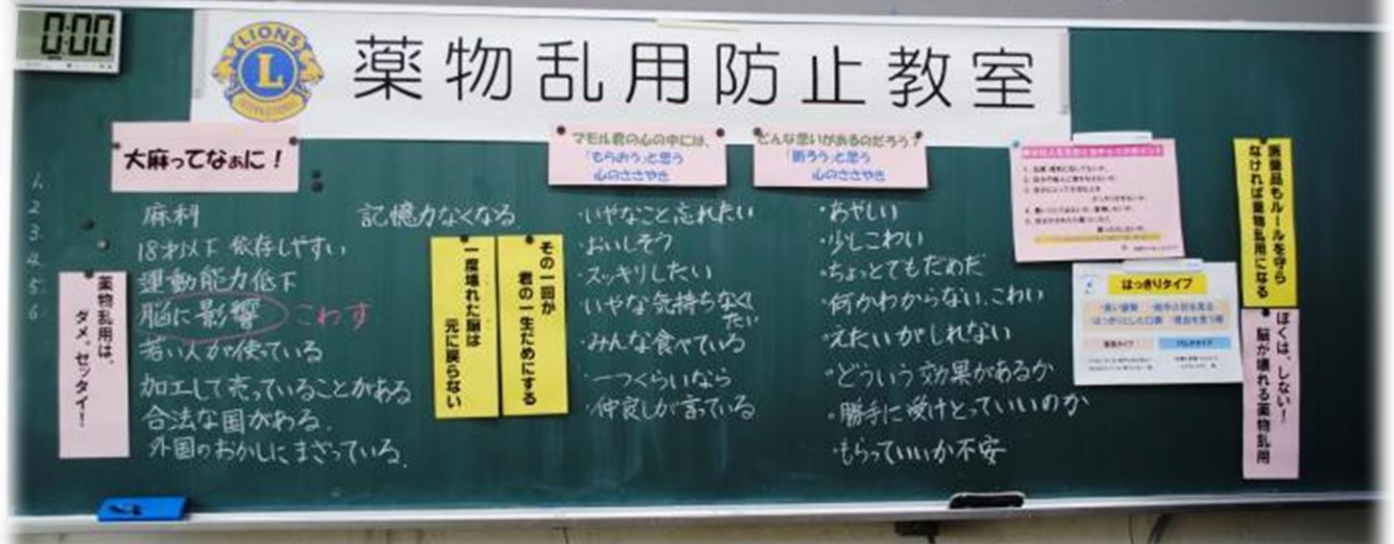 0:00
LIONS
L
INTERNATIONAL
薬物乱用防止教室
大麻ってなぁに！
1.
2.
3.
4.
5.
6.
麻科
18才以下 依存しやすい
運動能力低下
脳に影響 こわす
若い人が使っている
加工して売っていることがある
合法な国がある.
外国のおかしにまざっている.
記憶力なくなる
薬物乱用は、
ダメ。ゼッタイ！
その一回が
君の一生だめにする
一度壊れた脳は
元に戻らない
マモル君の心の中には、
「もらおう」と思う
心のささやき
・いやなこと忘れたい
・おいしそう
・スッキリしたい
・いやな気持ちなくし
たい
・みんな食べている
・一つくらいなら
・仲良しが言っている
どんな思いがあるのだろう？
「断ろう」と思う
心のささやき
・あやしい
・少しこわい
・ちょっとでもだめだ
・何かわからない、こわい
・えたいがしれない
・どういう効果があるか
・勝手に受けとっていいのか
・もらっていいか不安
はっきりタイプ
医薬品もルールを守ら
なければ薬物乱用になる
ぼくは、しない！
脳が壊れる薬物乱用